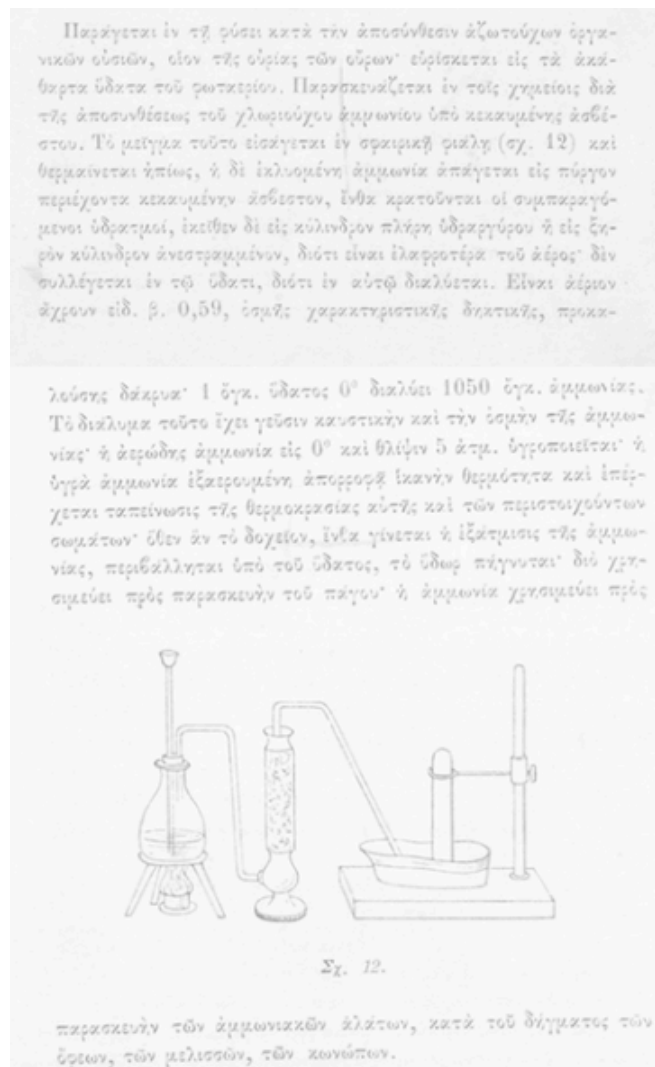 Παράγεται ἐν τῇ φύσει κατὰ τὴν ἀποσύνθεσιν ἀζωτούχων ὀργα-
νικῶν οὐσιῶν, οἷον τῆς οὐρίας τῶν οὔρων· εὑρίσκεται εἰς τὰ ἀκά-
θαρτα ὕδατα τοῦ φωταερίου. Παρασκευάζεται ἐν τοῖς χημείοις διὰ
τῆς ἀποσυνθέσεως τοῦ χλωριούχου ἀμμωνίου ὑπὸ κεκαυμένης ἀσβέ-
στου. Τὸ μεῖγμα τοῦτο εἰσάγεται ἐν σφαιρικῇ φιάλῃ (σχ. 12) καὶ
θερμαίνεται ἠπίως, ἡ δὲ ἐκλυομένη ἀμμωνία ἀπάγεται εἰς πύργον
περιέχοντα κεκαυμένην ἄσβεστον, ἔνθα κρατοῦνται οἱ συμπαραγό-
μενοι ὑδρατμοί, ἐκεῖθεν δὲ εἰς κύλινδρον πλήρη ὑδραργύρου ἢ εἰς ξη-
ρὸν κύλινδρον ἀνεστραμμένον, διότι εἶναι ἐλαφροτέρα τοῦ ἀέρος· δὲν
συλλέγεται ἐν τῷ ὕδατι, διότι ἐν αὐτῷ διαλύεται. Εἶναι ἀέριον
ἄχρουν εἰδ. β. 0,59, ὀσμῆς χαρακτηριστικῆς δηκτικῆς, προκα-
λούσης δάκρυα· 1 ὄγκ. ὕδατος 0° διαλύει 1050 ὄγκ. ἀμμωνίας.
Τὸ διάλυμα τοῦτο ἔχει γεῦσιν καυστικὴν καὶ τὴν ὀσμὴν τῆς ἀμμω-
νίας· ἡ ἀερώδης ἀμμωνία εἰς 0° καὶ θλίψιν 5 ἀτμ. ὑγροποιεῖται· ἡ
ὑγρὰ ἀμμωνία ἐξαερουμένη ἀπορροφᾷ ἱκανὴν θερμότητα καὶ ἐπέρ-
χεται ταπείνωσις τῆς θερμοκρασίας αὐτῆς καὶ τῶν περιστοιχούντων
σωμάτων· ὅθεν ἂν τὸ δοχεῖον, ἔνθα γίνεται ἡ ἐξάτμισις τῆς ἀμμω-
νίας, περιβάλληται ὑπὸ τοῦ ὕδατος, τὸ ὕδωρ πήγνυται· διὸ χρη-
σιμεύει πρὸς παρασκευὴν τοῦ πάγου· ἡ ἀμμωνία χρησιμεύει πρὸς
Σχ. 12.
παρασκευὴν τῶν ἀμμωνιακῶν ἁλάτων, κατὰ τοῦ δήγματος τῶν
ὄφεων, τῶν μελισσῶν, τῶν κωνώπων.